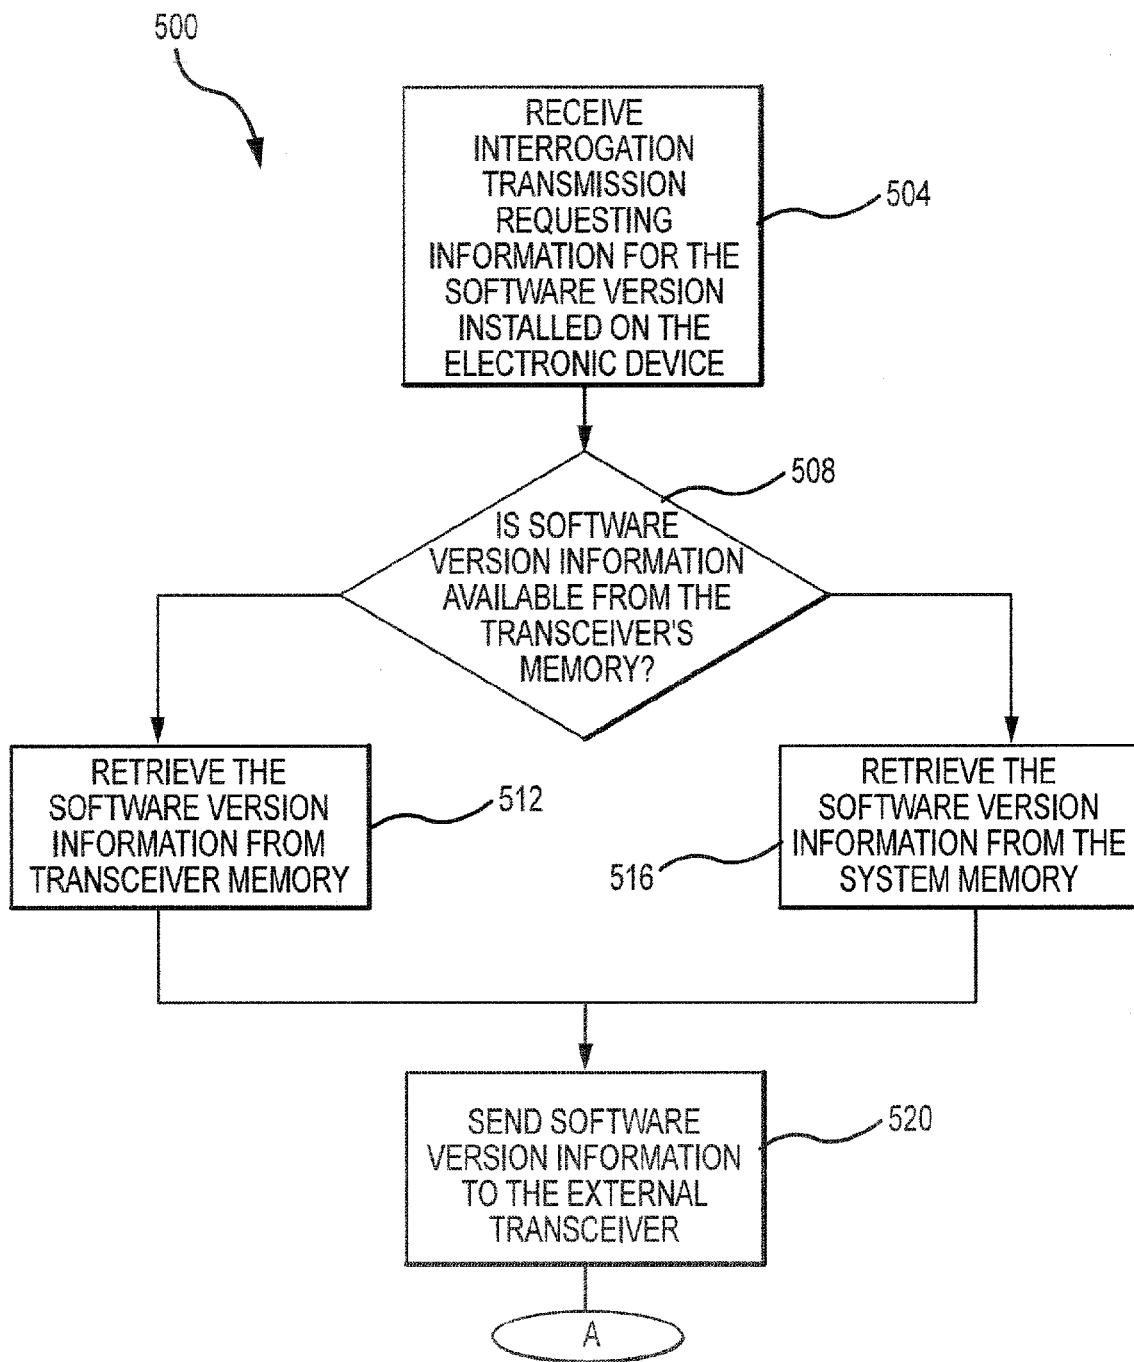 500
RECEIVE
INTERROGATION
TRANSMISSION
REQUESTING
INFORMATION FOR THE
SOFTWARE VERSION
INSTALLED ON THE
ELECTRONIC DEVICE
504
508
IS SOFTWARE
VERSION INFORMATION
AVAILABLE FROM THE
TRANSCEIVER'S
MEMORY?
RETRIEVE THE
SOFTWARE VERSION
INFORMATION FROM
TRANSCEIVER MEMORY
512
516
RETRIEVE THE
SOFTWARE VERSION
INFORMATION FROM THE
SYSTEM MEMORY
SEND SOFTWARE
VERSION INFORMATION
TO THE EXTERNAL
TRANSCEIVER
520
A